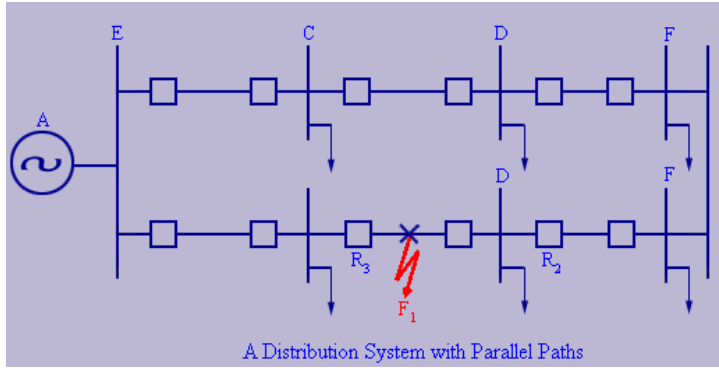 E C D F
A
D F
R3 R2
F1
A Distribution System with Parallel Paths